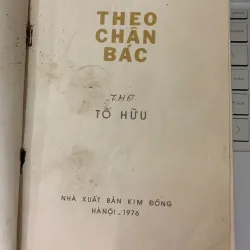 THEO
CHÂN
BÁC
THƠ
TỐ HỮU
NHÀ XUẤT BẢN KIM ĐỒNG
HÀNỘI _ 1976